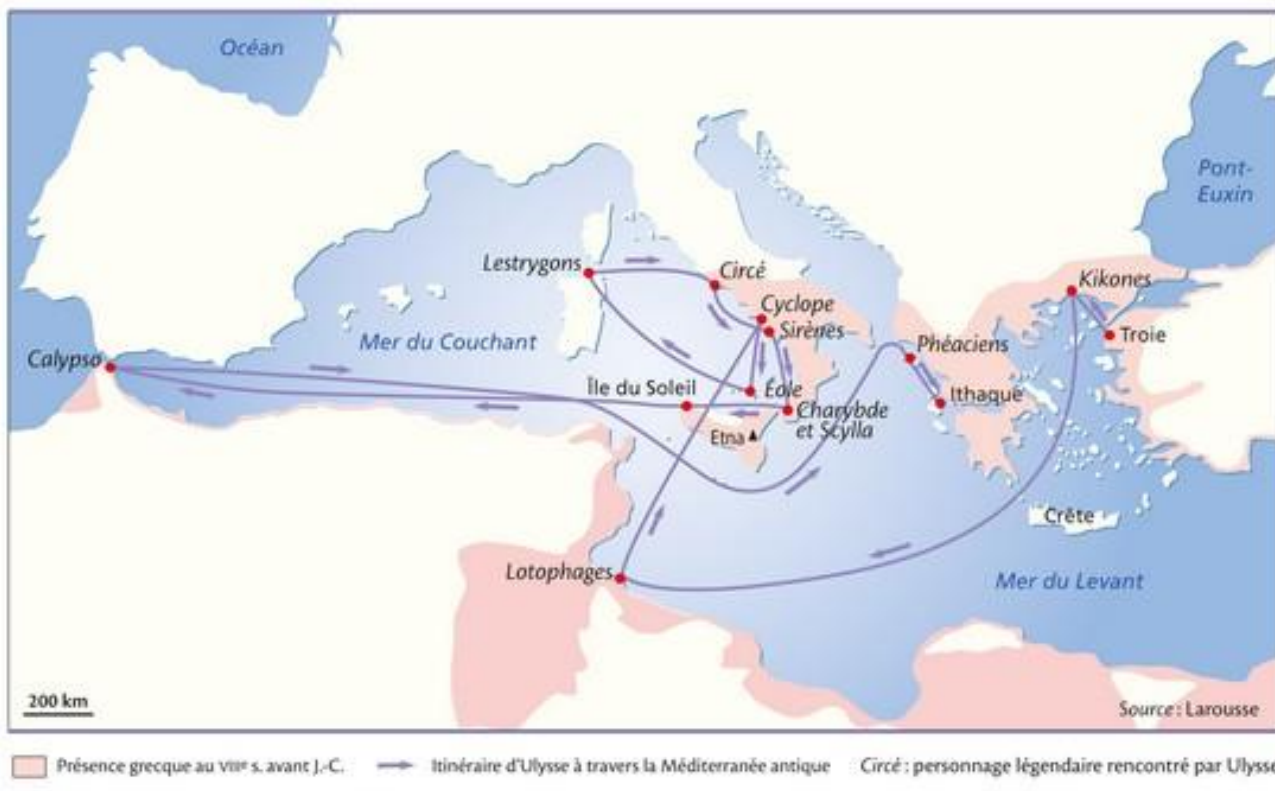 Océan
Pont-
Euxin
Lestrygons
Circé
Kikones
Cyclope
Sirènes
Troie
Mer du Couchant
Phéaciens
Calypso
Île du Soleil
Éole
Ithaque
Charybde
et Scylla
Etna
Crête
Lotophages
Mer du Levant
200 km
Source : Larousse
Présence grecque au VIIIe s. avant J.-C.
Itinéraire d'Ulysse à travers la Méditerranée antique
Circé : personnage légendaire rencontré par Ulysse